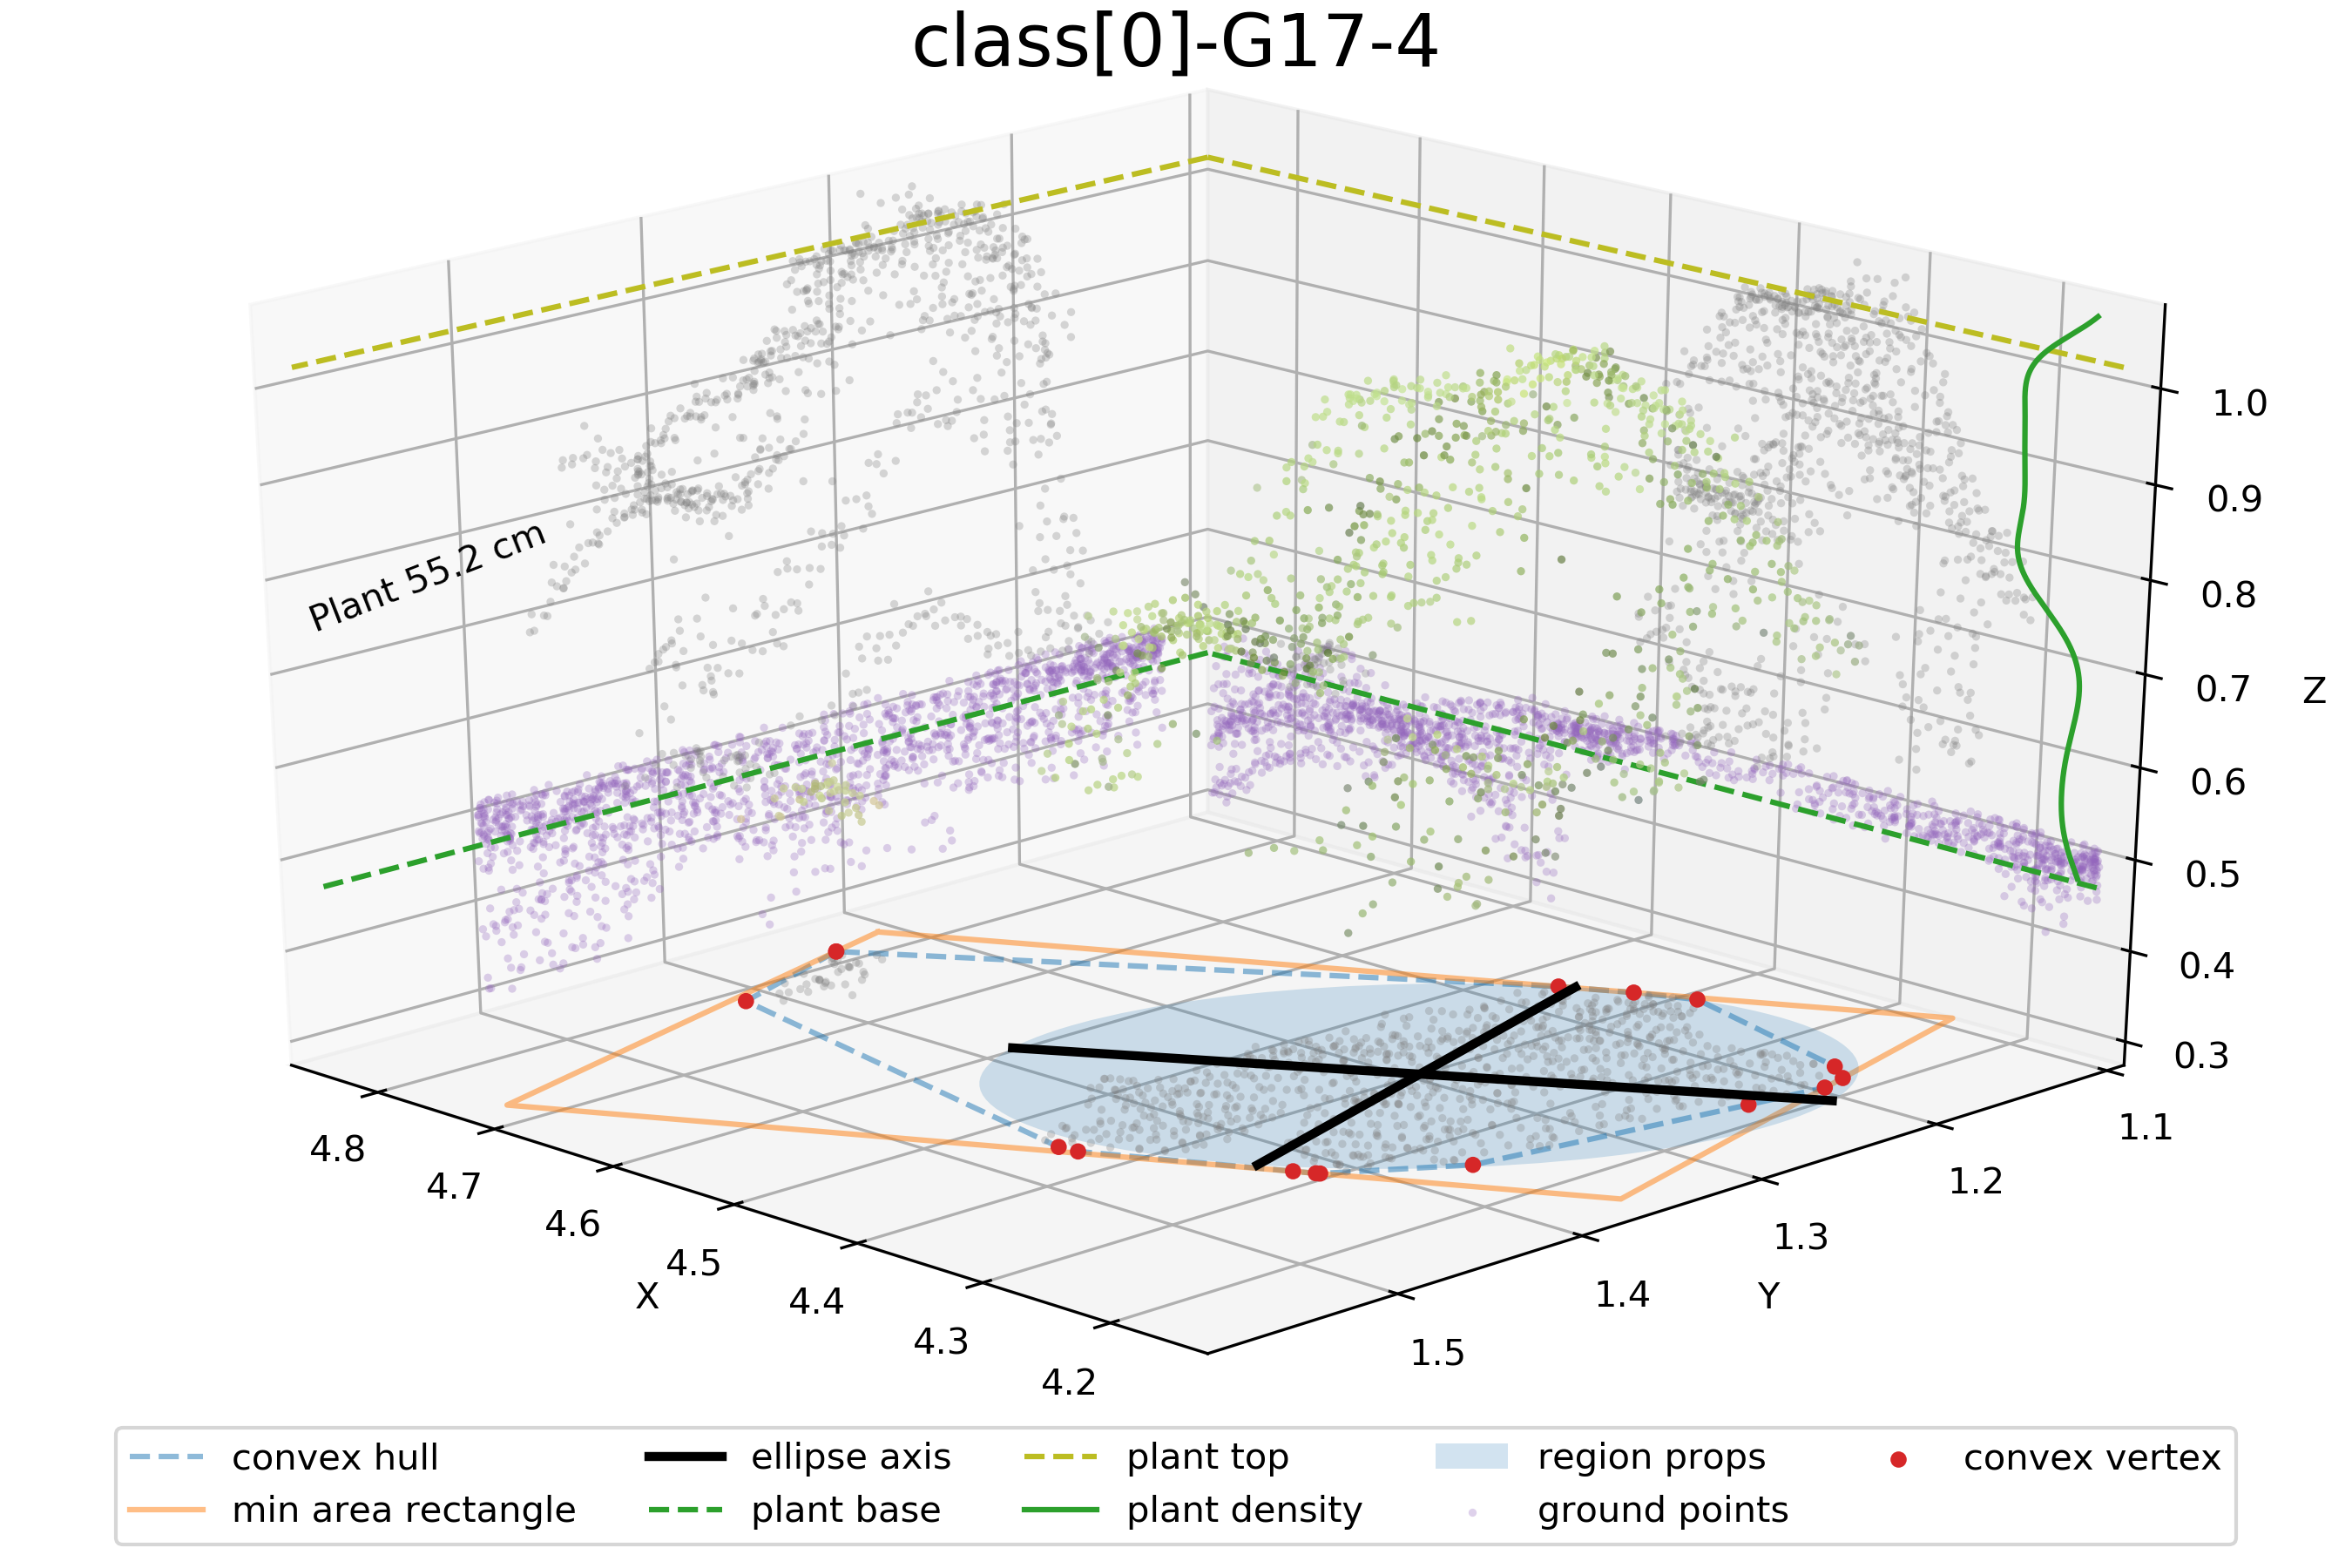 class[0]-G17-4
Plant 55.2 cm
1.0
0.9
0.8
0.7
Z
0.6
0.5
0.4
0.3
4.8
4.7
4.6
4.5
4.4
4.3
4.2
X
1.1
1.2
1.3
1.4
1.5
Y
convex hull
ellipse axis
plant top
region props
convex vertex
min area rectangle
plant base
plant density
ground points